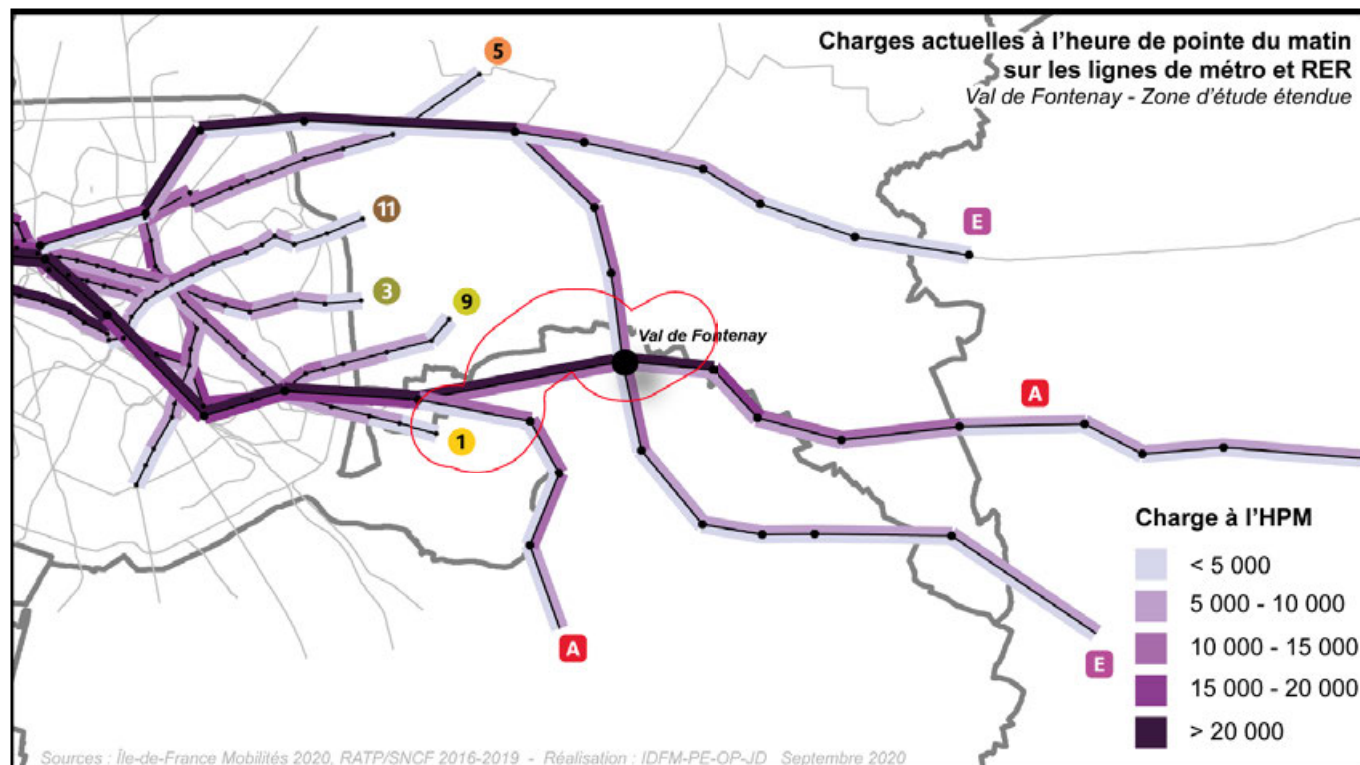 Charges actuelles à l'heure de pointe du matin
sur les lignes de métro et RER
Val de Fontenay - Zone d'étude étendue
5
11
E
3
9
Val de Fontenay
A
1
A
E
Charge à l'HPM
< 5 000
5 000 - 10 000
10 000 - 15 000
15 000 - 20 000
> 20 000
Sources : Île-de-France Mobilités 2020, RATP/SNCF 2016-2019 - Réalisation : IDFM-PE-OP-JD Septembre 2020